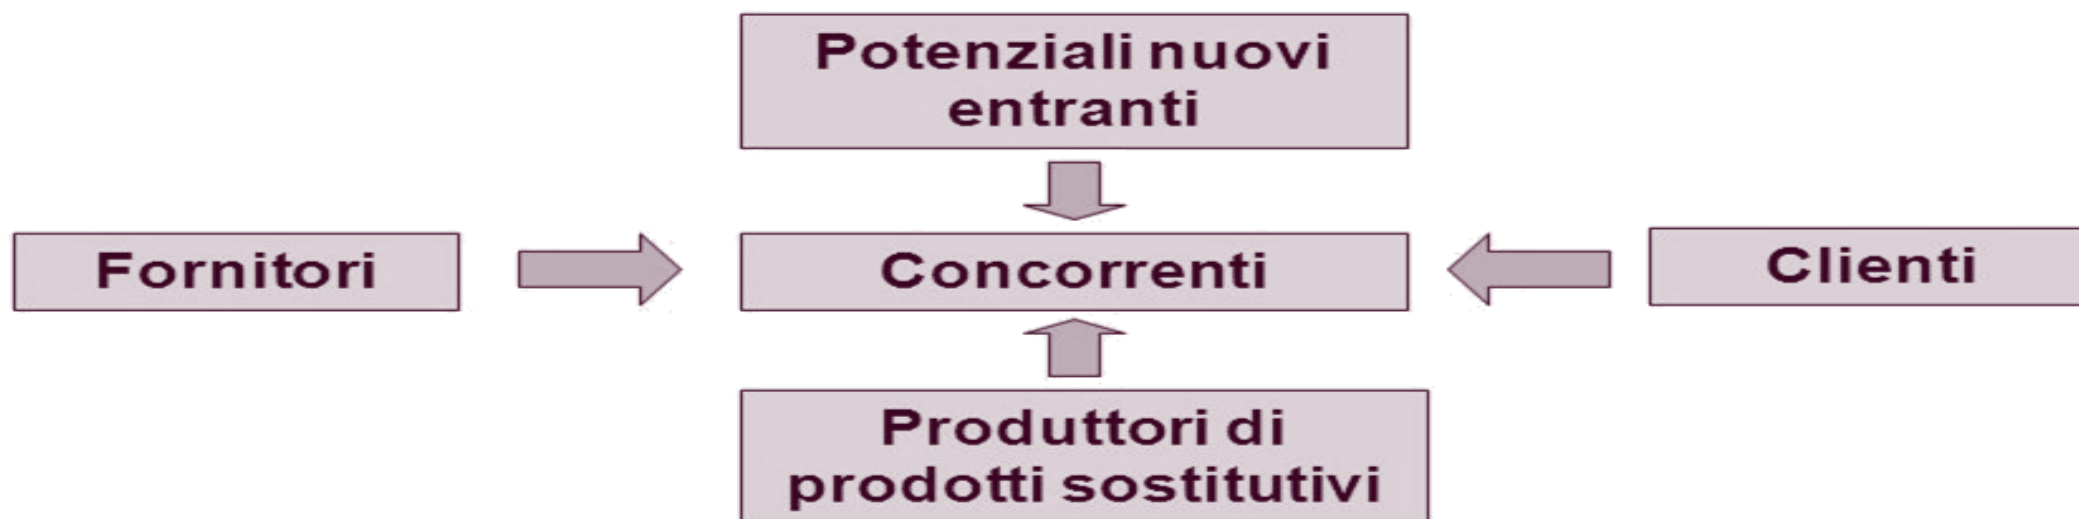 Potenziali nuovi
entranti
Fornitori
Concorrenti
Clienti
Produttori di
prodotti sostitutivi